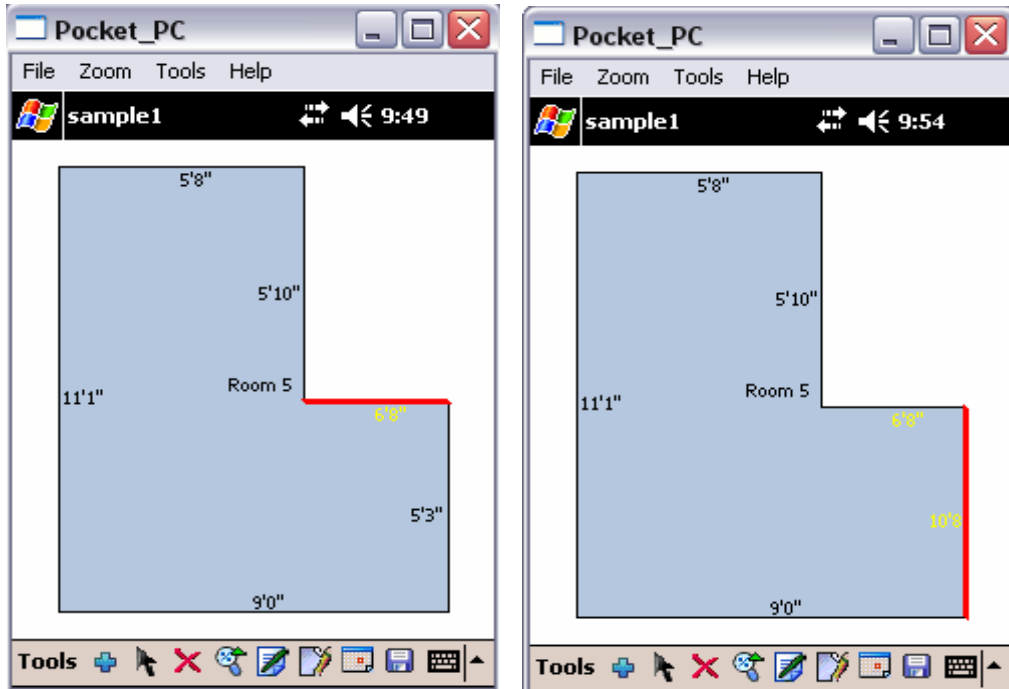 Pocket_PC
File Zoom Tools Help
sample1 9:49
5'8"
5'10"
Room 5
11'1"
6'8"
5'3"
9'0"
Tools
Pocket_PC
File Zoom Tools Help
sample1 9:54
5'8"
5'10"
Room 5
11'1"
6'8"
10'8
9'0"
Tools